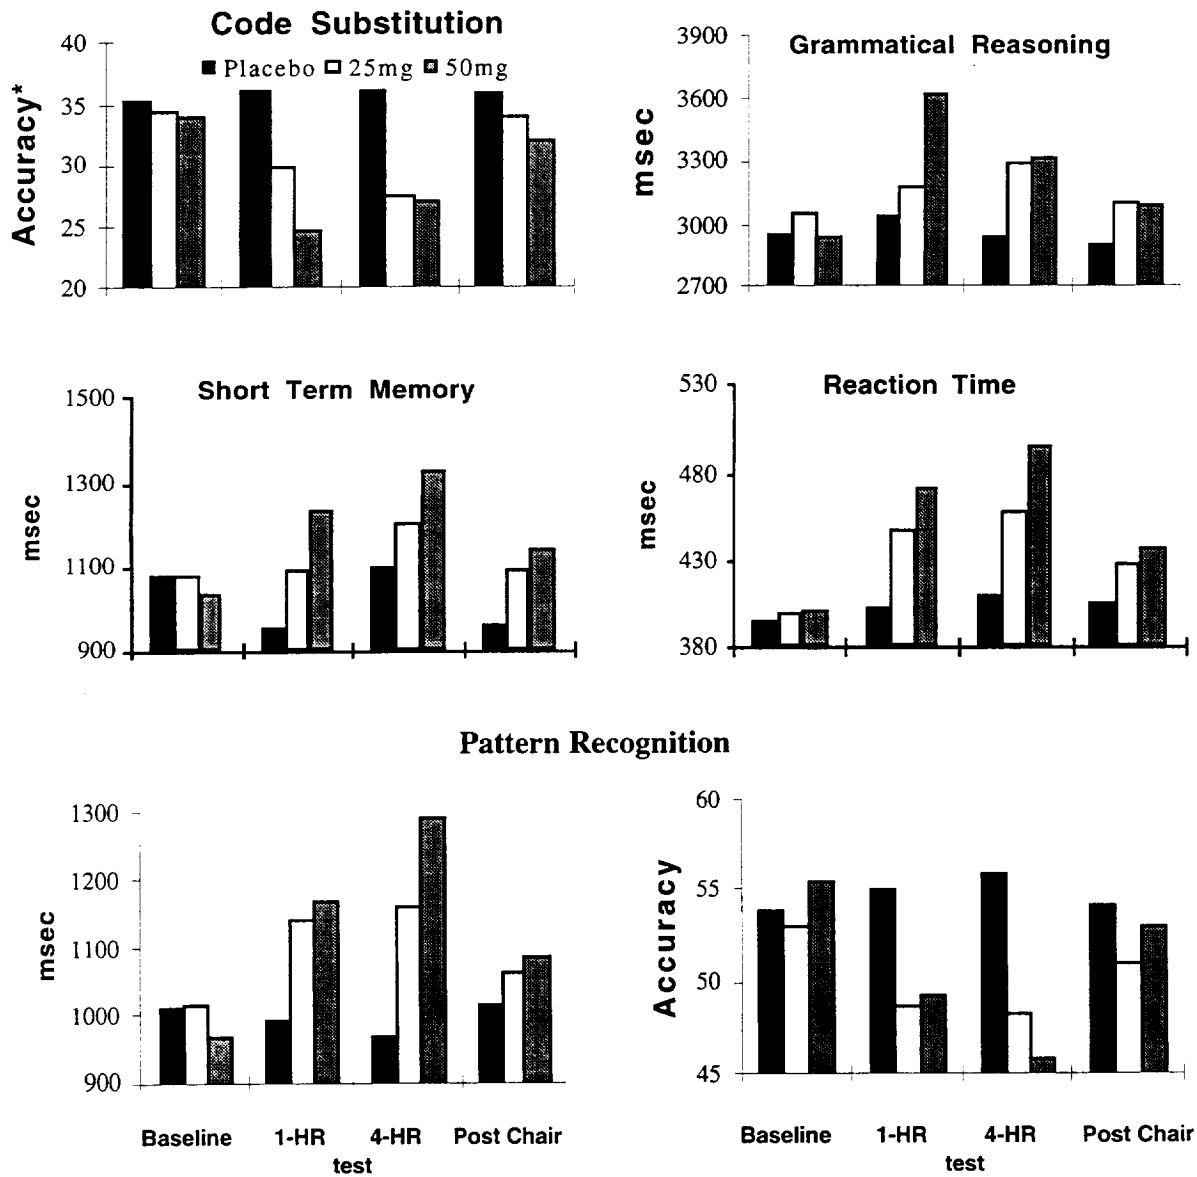 Code Substitution
40
35
30
25
20
Accuracy*
Placebo 25mg 50mg
Grammatical Reasoning
3900
3600
3300
3000
2700
msec
Short Term Memory
1500
1300
1100
900
msec
Reaction Time
530
480
430
380
msec
Pattern Recognition
1300
1200
1100
1000
900
msec
Baseline 1-HR 4-HR Post Chair
test
60
55
50
45
Accuracy
Baseline 1-HR 4-HR Post Chair
test